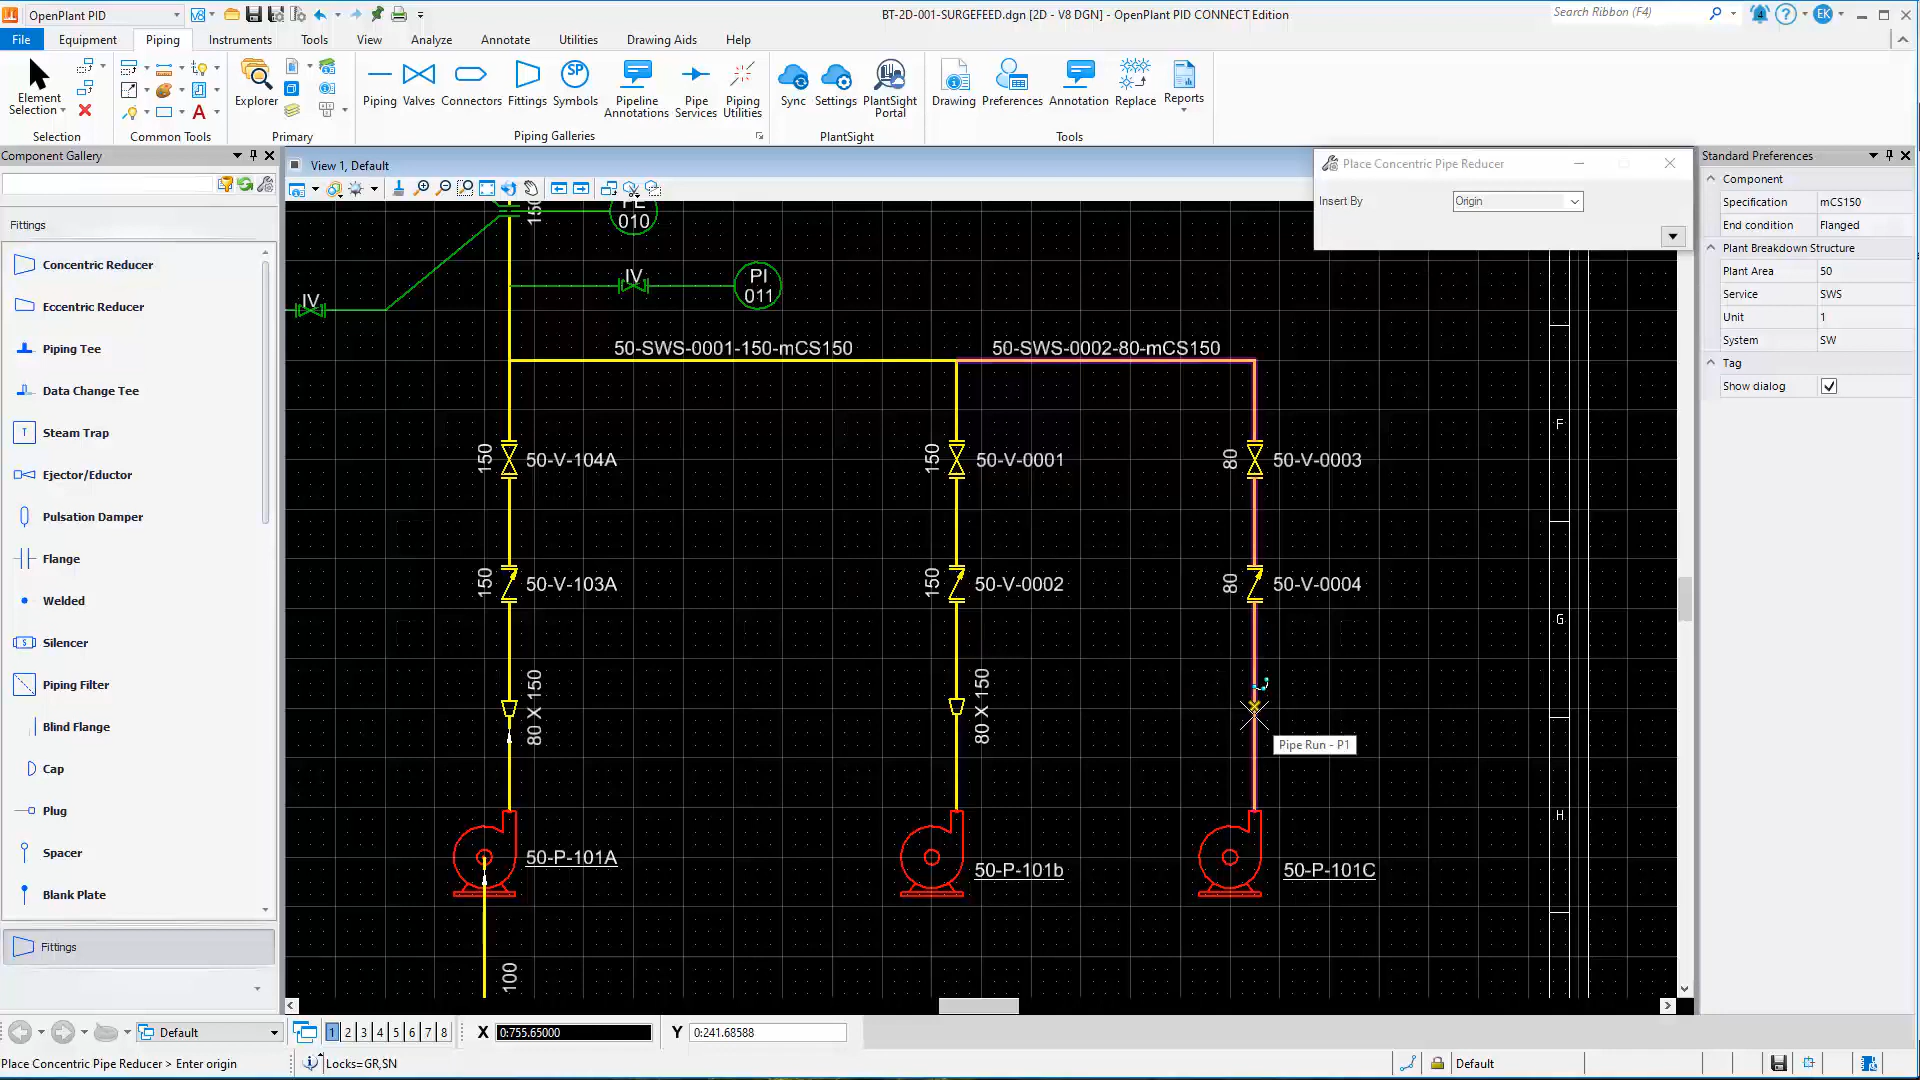 OpenPlant PID
V8
BT-2D-001-SURGEFEED.dgn [2D - V8 DGN] - OpenPlant PID CONNECT Edition
Search Ribbon (F4)
4
EK
File
Equipment
Piping
Instruments
Tools
View
Analyze
Annotate
Utilities
Drawing Aids
Help
Element
Selection
Explorer
Piping
Valves
Connectors
Fittings
SP
Symbols
Pipeline
Annotations
Pipe
Services
Piping
Utilities
Sync
Settings
PlantSight
Portal
Drawing
Preferences
Annotation
Replace
Reports
Selection
Common Tools
Primary
Piping Galleries
PlantSight
Tools
Component Gallery
Fittings
Concentric Reducer
Eccentric Reducer
Piping Tee
Data Change Tee
T
Steam Trap
Ejector/Eductor
Pulsation Damper
Flange
Welded
S
Silencer
Piping Filter
Blind Flange
Cap
Plug
Spacer
Blank Plate
Fittings
View 1, Default
Place Concentric Pipe Reducer
Insert By
Origin
Standard Preferences
Component
Specification mCS150
End condition Flanged
Plant Breakdown Structure
Plant Area 50
Service SWS
Unit 1
System SW
Tag
Show dialog
150
010
IV
PI
011
IV
50-SWS-0001-150-mCS150
50-SWS-0002-80-mCS150
150
50-V-104A
150
50-V-0001
80
50-V-0003
150
50-V-103A
150
50-V-0002
80
50-V-0004
80 X 150
80 X 150
Pipe Run - P1
50-P-101A
50-P-101b
50-P-101C
100
F
G
H
Default
1 2 3 4 5 6 7 8
X 0:755.65000
Y 0:241.68588
Place Concentric Pipe Reducer > Enter origin
Locks=GR,SN
Default